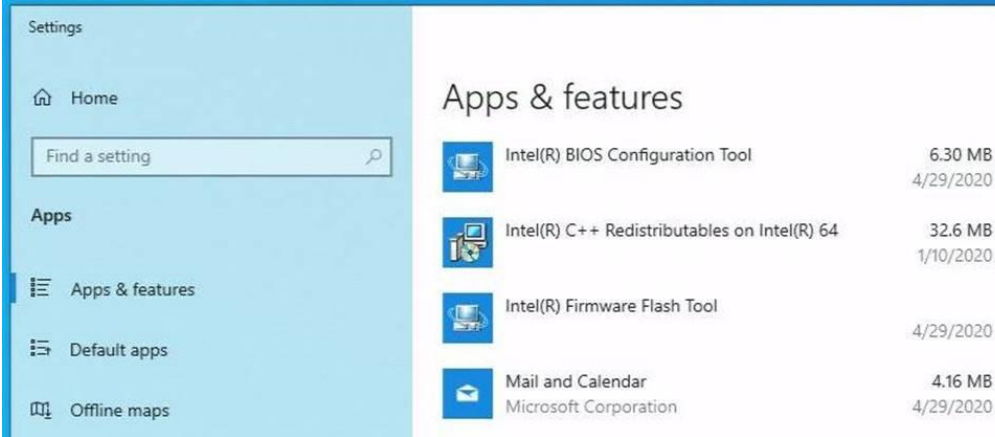 Settings
Home
Find a setting
Apps
Apps & features
Default apps
Offline maps
Apps & features
Intel(R) BIOS Configuration Tool 6.30 MB
4/29/2020
Intel(R) C++ Redistributables on Intel(R) 64 32.6 MB
1/10/2020
Intel(R) Firmware Flash Tool
4/29/2020
Mail and Calendar 4.16 MB
Microsoft Corporation 4/29/2020